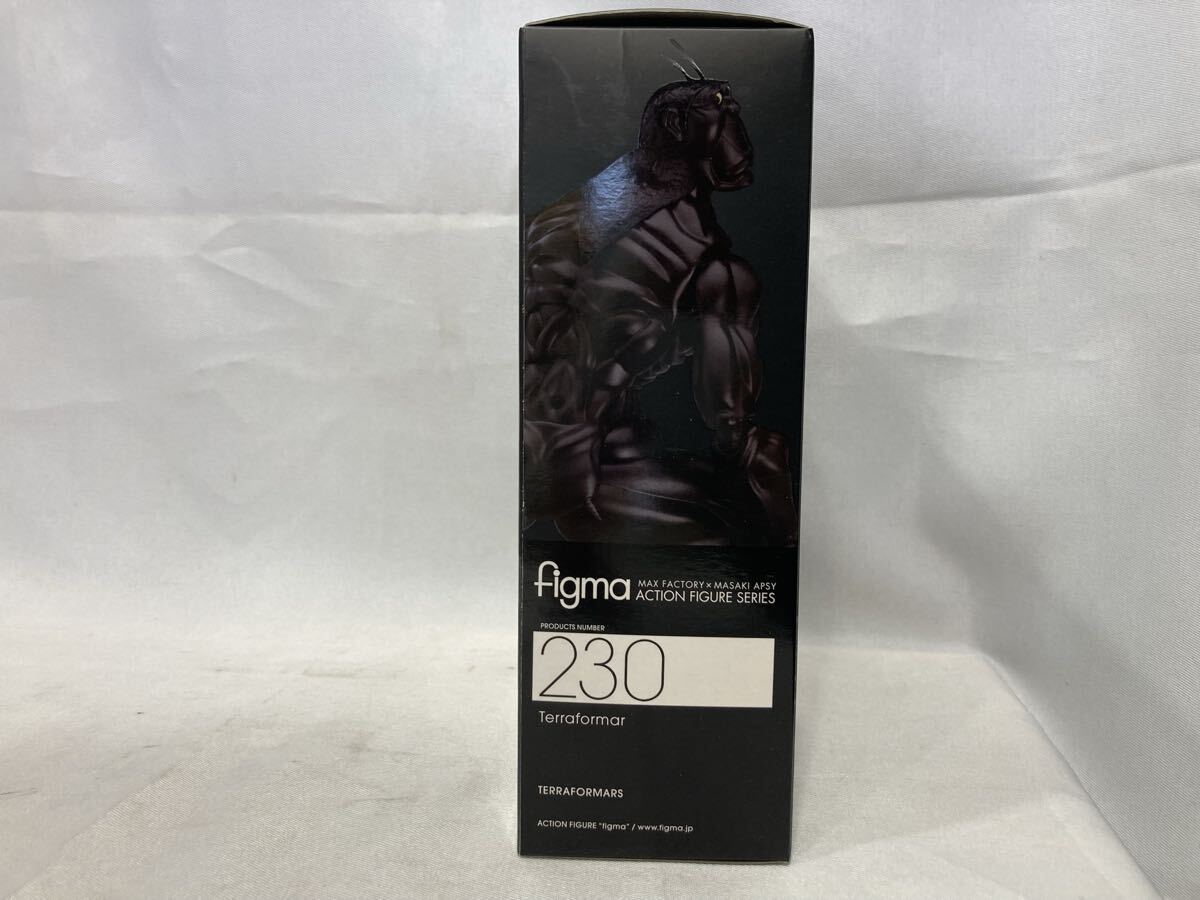 figma MAX FACTORY × MASAKI APSY
ACTION FIGURE SERIES
PRODUCTS NUMBER
230
Terraformar
TERRAFORMARS
ACTION FIGURE "figma" / www.figma.jp